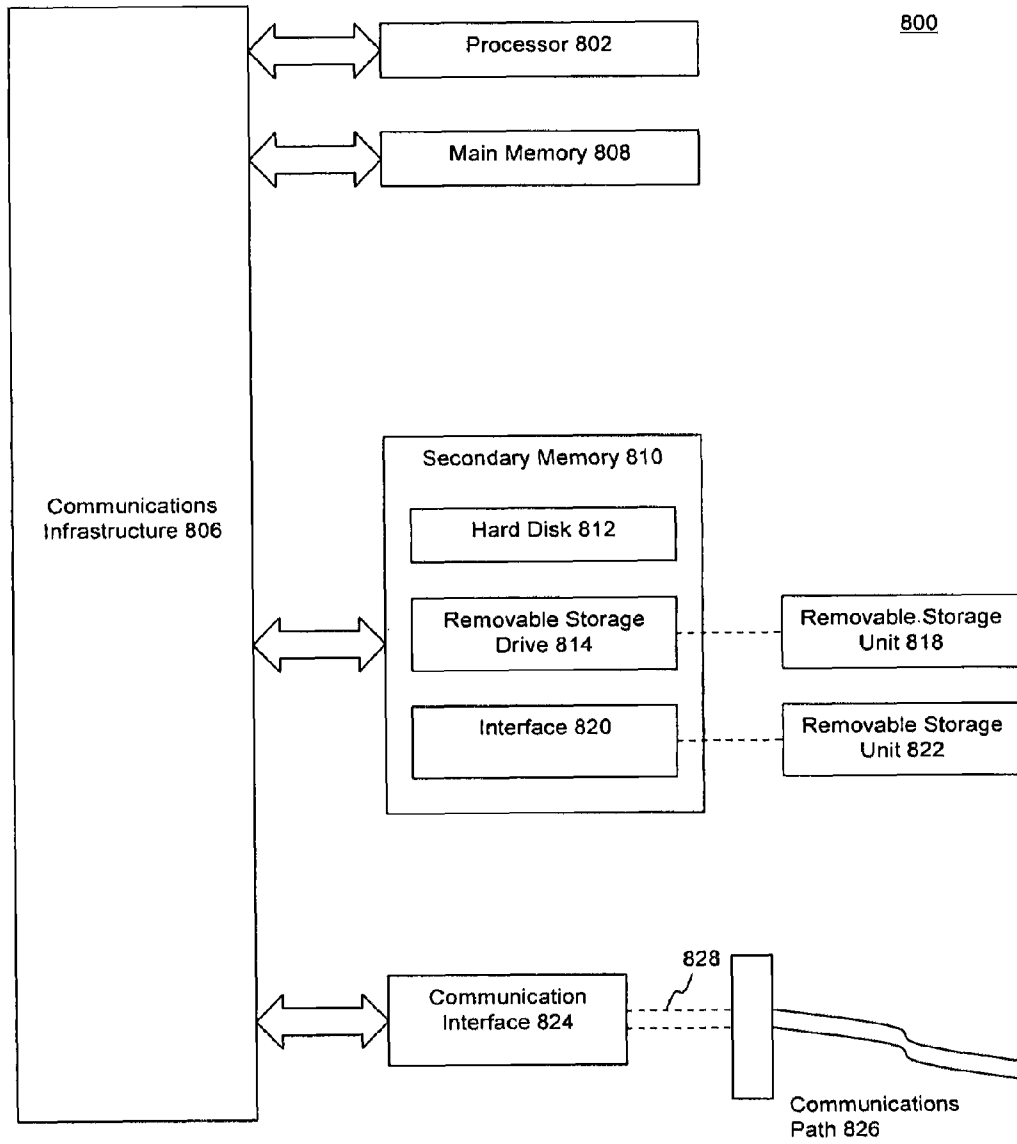 800
Processor 802
Main Memory 808
Communications
Infrastructure 806
Secondary Memory 810
Hard Disk 812
Removable Storage
Drive 814
Removable Storage
Unit 818
Interface 820
Removable Storage
Unit 822
828
Communication
Interface 824
Communications
Path 826